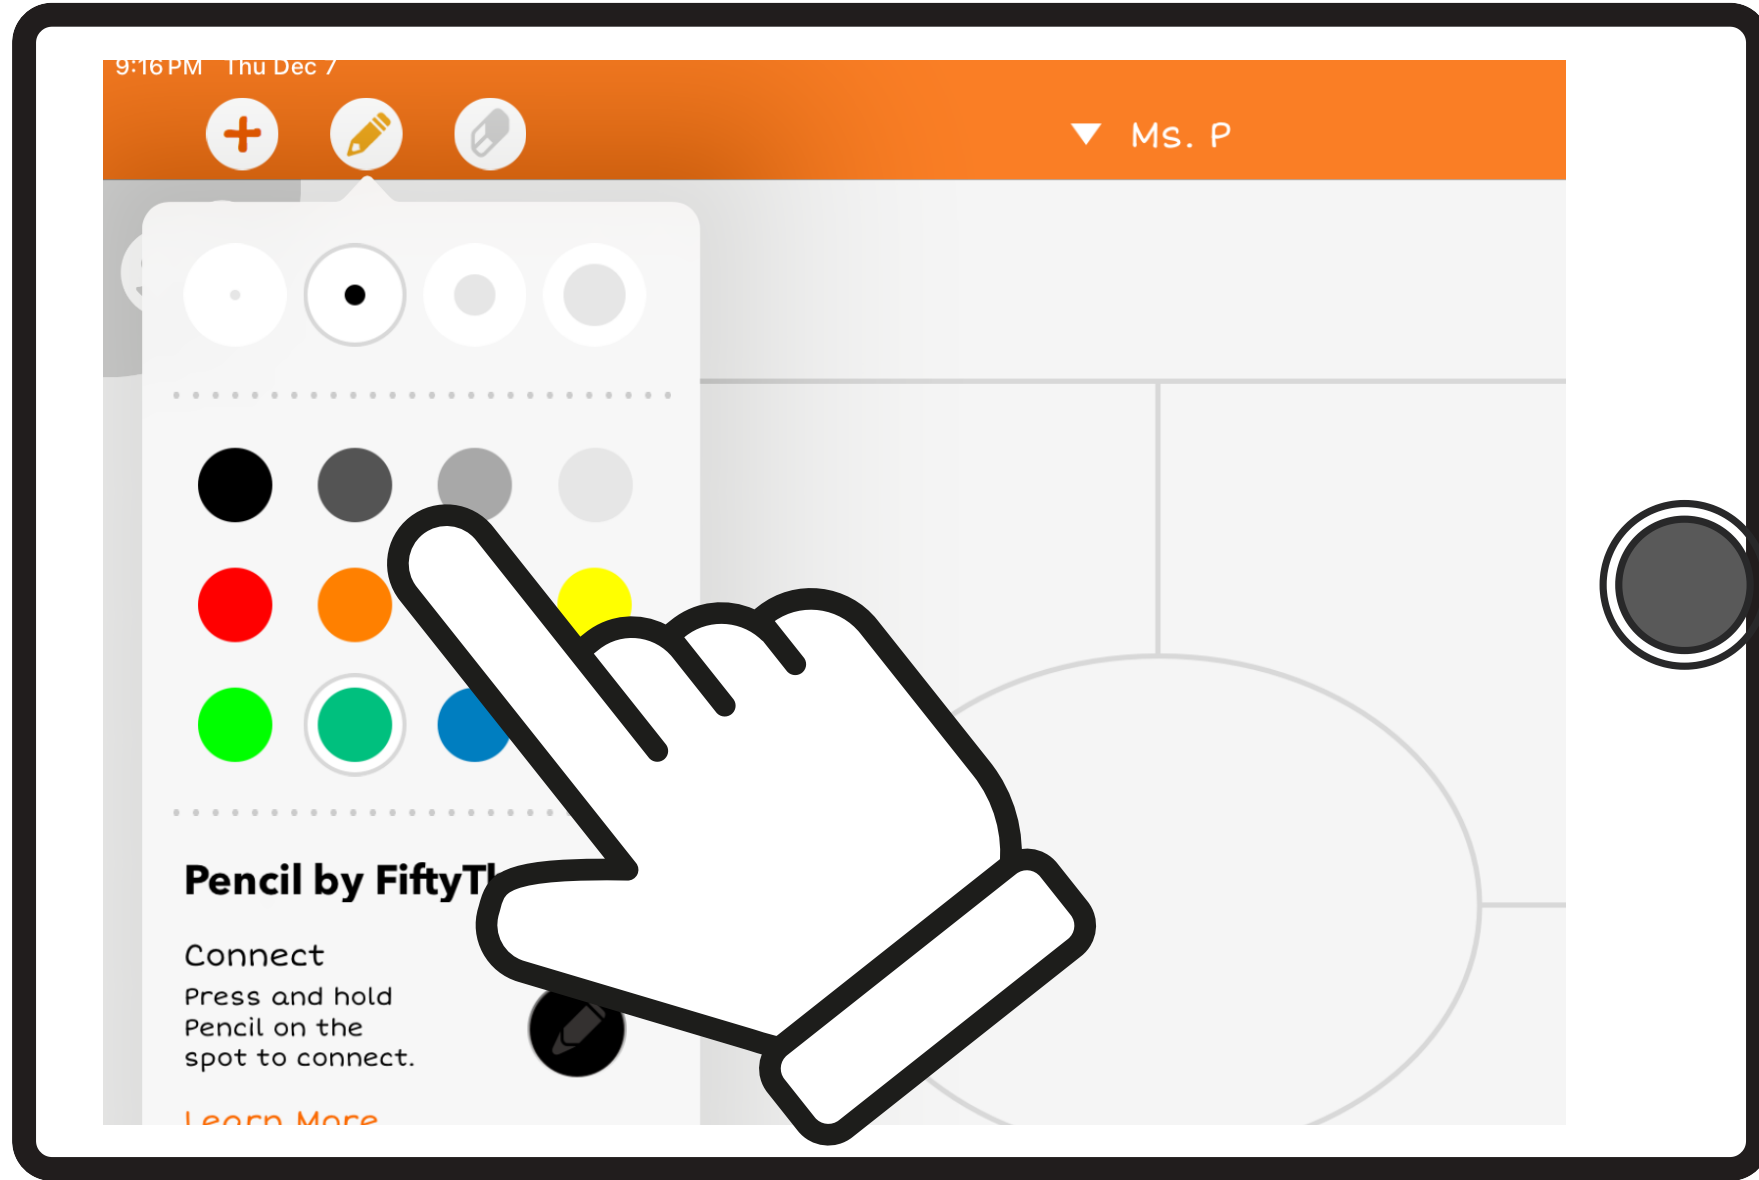 9:16 PM Thu Dec 7
Ms. P
Pencil by
Connect
Press and hold
Pencil on the
spot to connect.
Learn More